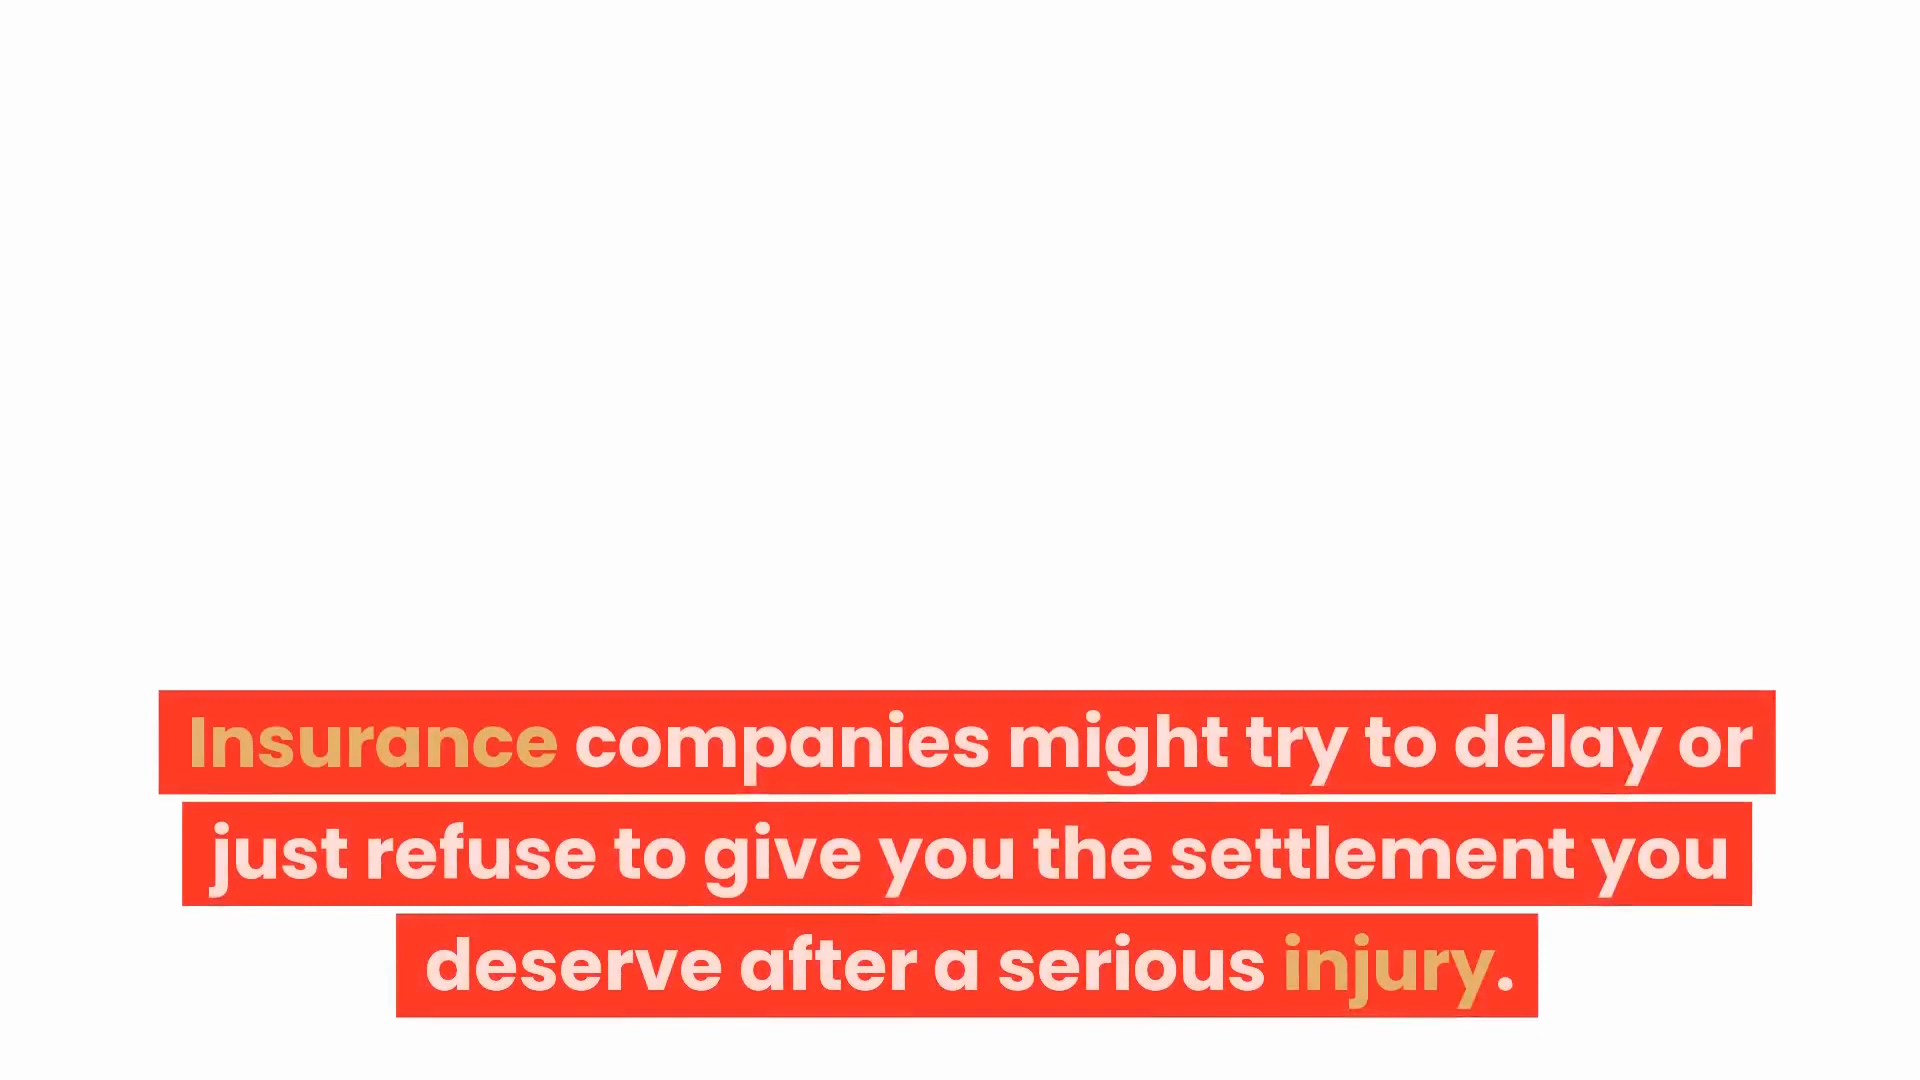 Insurance companies might try to delay or
just refuse to give you the settlement you
deserve after a serious injury.